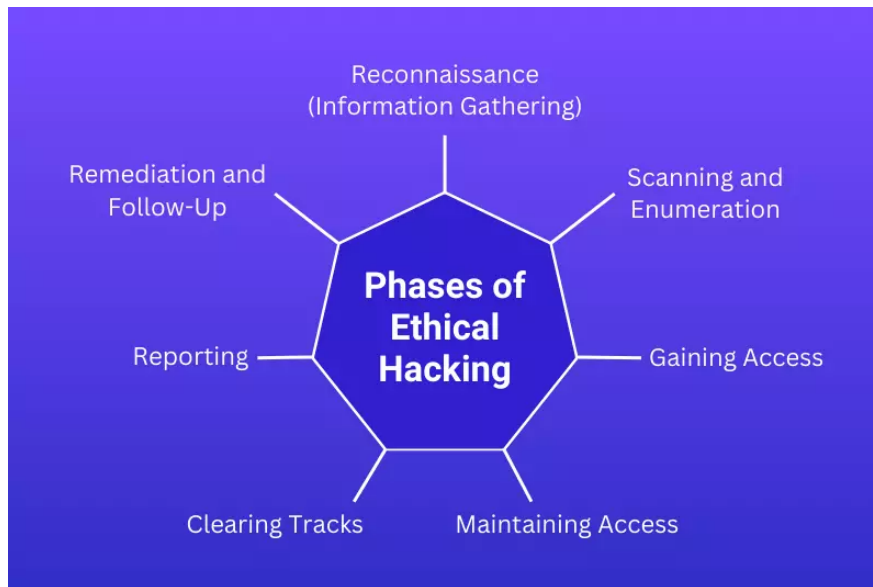 Phases of
Ethical
Hacking
Reconnaissance
(Information Gathering)
Scanning and
Enumeration
Gaining Access
Maintaining Access
Clearing Tracks
Reporting
Remediation and
Follow-Up